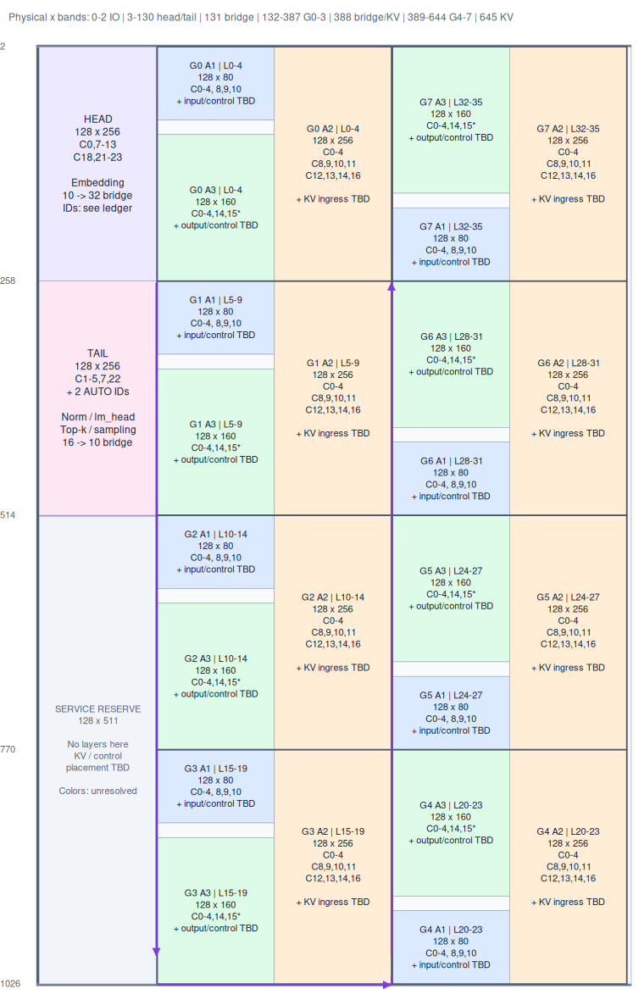 Physical x bands: 0-2 IO | 3-130 head/tail | 131 bridge | 132-387 G0-3 | 388 bridge/KV | 389-644 G4-7 | 645 KV
2
HEAD
128 x 256
C0,7-13
C18,21-23
Embedding
10 -> 32 bridge
IDs: see ledger
G0 A1 | L0-4
128 x 80
C0-4, 8,9,10
+ input/control TBD
G0 A3 | L0-4
128 x 160
C0-4,14,15*
+ output/control TBD
G0 A2 | L0-4
128 x 256
C0-4
C8,9,10,11
C12,13,14,16
+ KV ingress TBD
G7 A3 | L32-35
128 x 160
C0-4,14,15*
+ output/control TBD
G7 A1 | L32-35
128 x 80
C0-4, 8,9,10
+ input/control TBD
G7 A2 | L32-35
128 x 256
C0-4
C8,9,10,11
C12,13,14,16
+ KV ingress TBD
258
TAIL
128 x 256
C1-5,7,22
+ 2 AUTO IDs
Norm / lm_head
Top-k / sampling
16 -> 10 bridge
G1 A1 | L5-9
128 x 80
C0-4, 8,9,10
+ input/control TBD
G1 A3 | L5-9
128 x 160
C0-4,14,15*
+ output/control TBD
G1 A2 | L5-9
128 x 256
C0-4
C8,9,10,11
C12,13,14,16
+ KV ingress TBD
G6 A3 | L28-31
128 x 160
C0-4,14,15*
+ output/control TBD
G6 A1 | L28-31
128 x 80
C0-4, 8,9,10
+ input/control TBD
G6 A2 | L28-31
128 x 256
C0-4
C8,9,10,11
C12,13,14,16
+ KV ingress TBD
514
SERVICE RESERVE
128 x 511
No layers here
KV / control
placement TBD
Colors: unresolved
G2 A1 | L10-14
128 x 80
C0-4, 8,9,10
+ input/control TBD
G2 A3 | L10-14
128 x 160
C0-4,14,15*
+ output/control TBD
G2 A2 | L10-14
128 x 256
C0-4
C8,9,10,11
C12,13,14,16
+ KV ingress TBD
G5 A3 | L24-27
128 x 160
C0-4,14,15*
+ output/control TBD
G5 A1 | L24-27
128 x 80
C0-4, 8,9,10
+ input/control TBD
G5 A2 | L24-27
128 x 256
C0-4
C8,9,10,11
C12,13,14,16
+ KV ingress TBD
770
G3 A1 | L15-19
128 x 80
C0-4, 8,9,10
+ input/control TBD
G3 A3 | L15-19
128 x 160
C0-4,14,15*
+ output/control TBD
G3 A2 | L15-19
128 x 256
C0-4
C8,9,10,11
C12,13,14,16
+ KV ingress TBD
G4 A3 | L20-23
128 x 160
C0-4,14,15*
+ output/control TBD
G4 A1 | L20-23
128 x 80
C0-4, 8,9,10
+ input/control TBD
G4 A2 | L20-23
128 x 256
C0-4
C8,9,10,11
C12,13,14,16
+ KV ingress TBD
1026